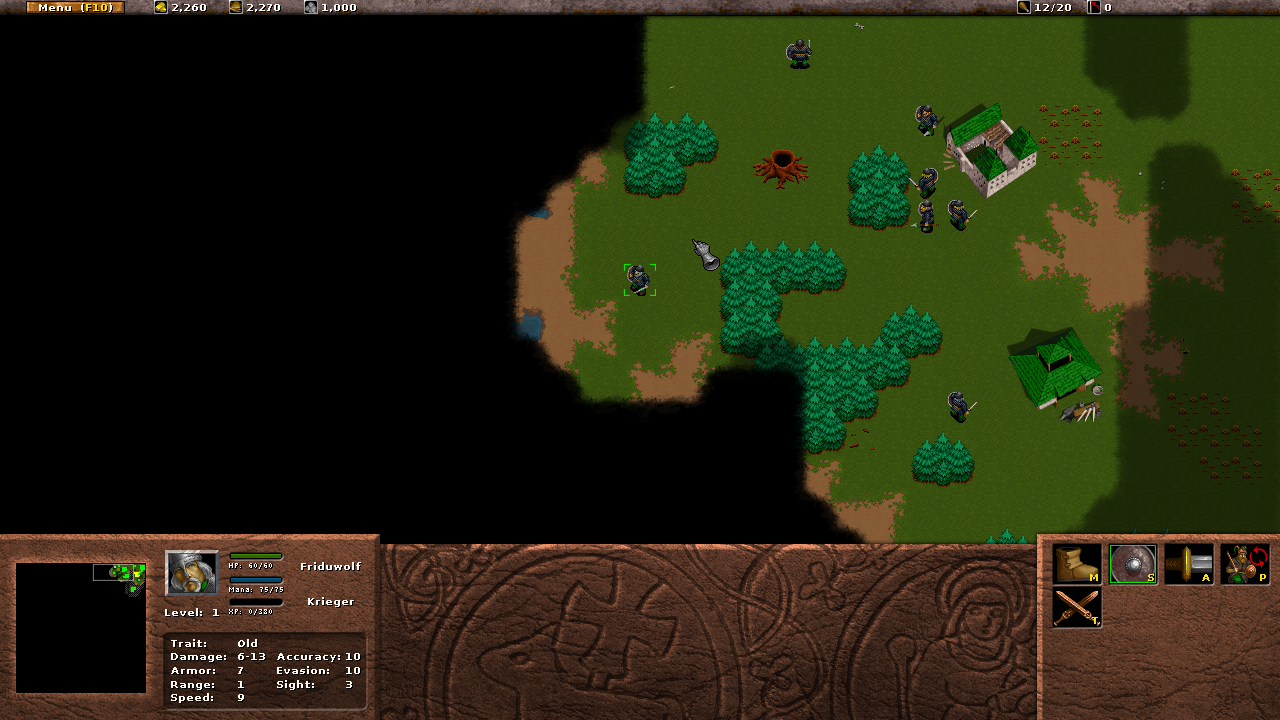 Menu (F10) 2,260 2,270 1,000 12/20 0
HP: 60/60
Friduwolf
Mana: 75/75
Krieger
Level: 1 XP: 0/380
Trait: Old
Damage: 6-13 Accuracy: 10
Armor: 7 Evasion: 10
Range: 1 Sight: 3
Speed: 9
M S A P
T